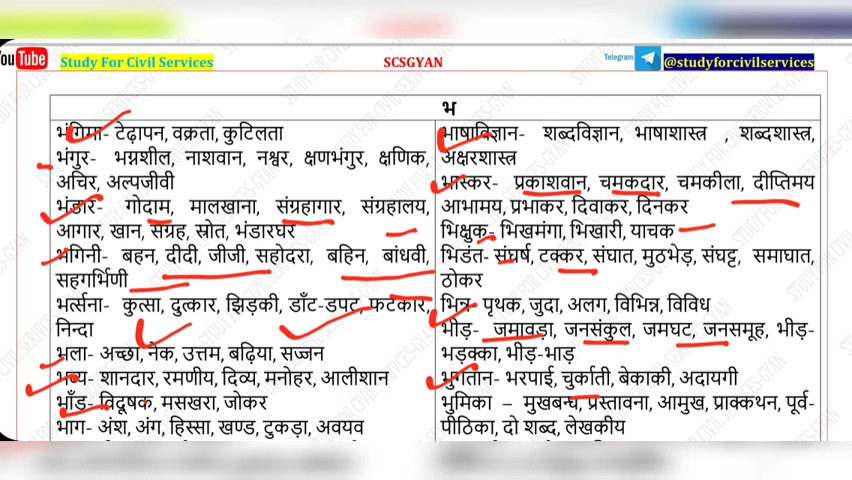 You Tube
Study For Civil Services
SCSGYAN
Telegram
@studyforcivilservices
भ
भंगिमा- टेढ़ापन, वक्रता, कुटिलता
भंगुर- भग्नशील, नाशवान, नश्वर, क्षणभंगुर, क्षणिक,
अचिर, अल्पजीवी
भंडार- गोदाम, मालखाना, संग्रहागार, संग्रहालय,
आगार, खान, संग्रह, स्रोत, भंडारघर
भगिनी- बहन, दीदी, जीजी, सहोदरा, बहिन, बांधवी,
सहगर्भिणी
भर्त्सना- कुत्सा, दुत्कार, झिड़की, डाँट-डपट, फटकार,
निन्दा
भला- अच्छा, नेक, उत्तम, बढ़िया, सज्जन
भव्य- शानदार, रमणीय, दिव्य, मनोहर, आलीशान
भाँड- विदूषक, मसखरा, जोकर
भाग- अंश, अंग, हिस्सा, खण्ड, टुकड़ा, अवयव
भाषाविज्ञान- शब्दविज्ञान, भाषाशास्त्र , शब्दशास्त्र,
अक्षरशास्त्र
भास्कर- प्रकाशवान, चमकदार, चमकीला, दीप्तिमय
आभामय, प्रभाकर, दिवाकर, दिनकर
भिक्षुक- भिखमंगा, भिखारी, याचक
भिडंत- संघर्ष, टक्कर, संघात, मुठभेड़, संघट्ट, समाघात,
ठोकर
भिन्न- पृथक, जुदा, अलग, विभिन्न, विविध
भीड़- जमावड़ा, जनसंकुल, जमघट, जनसमूह, भीड़-
भड़क्का, भीड़-भाड़
भुगतान- भरपाई, चुकौती, बेकाकी, अदायगी
भुमिका – मुखबन्ध, प्रस्तावना, आमुख, प्राक्कथन, पूर्व-
पीठिका, दो शब्द, लेखकीय